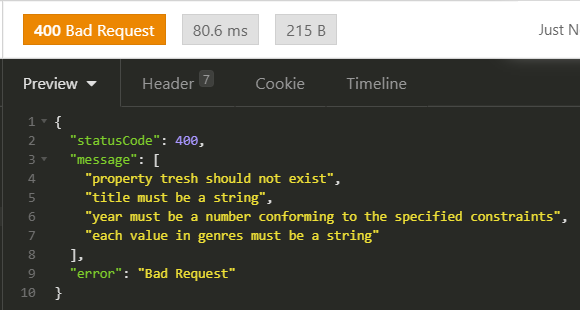 400 Bad Request 80.6 ms 215 B Just N
Preview Header 7 Cookie Timeline
1 {
2 "statusCode": 400,
3 "message": [
4 "property tresh should not exist",
5 "title must be a string",
6 "year must be a number conforming to the specified constraints",
7 "each value in genres must be a string"
8 ],
9 "error": "Bad Request"
10 }